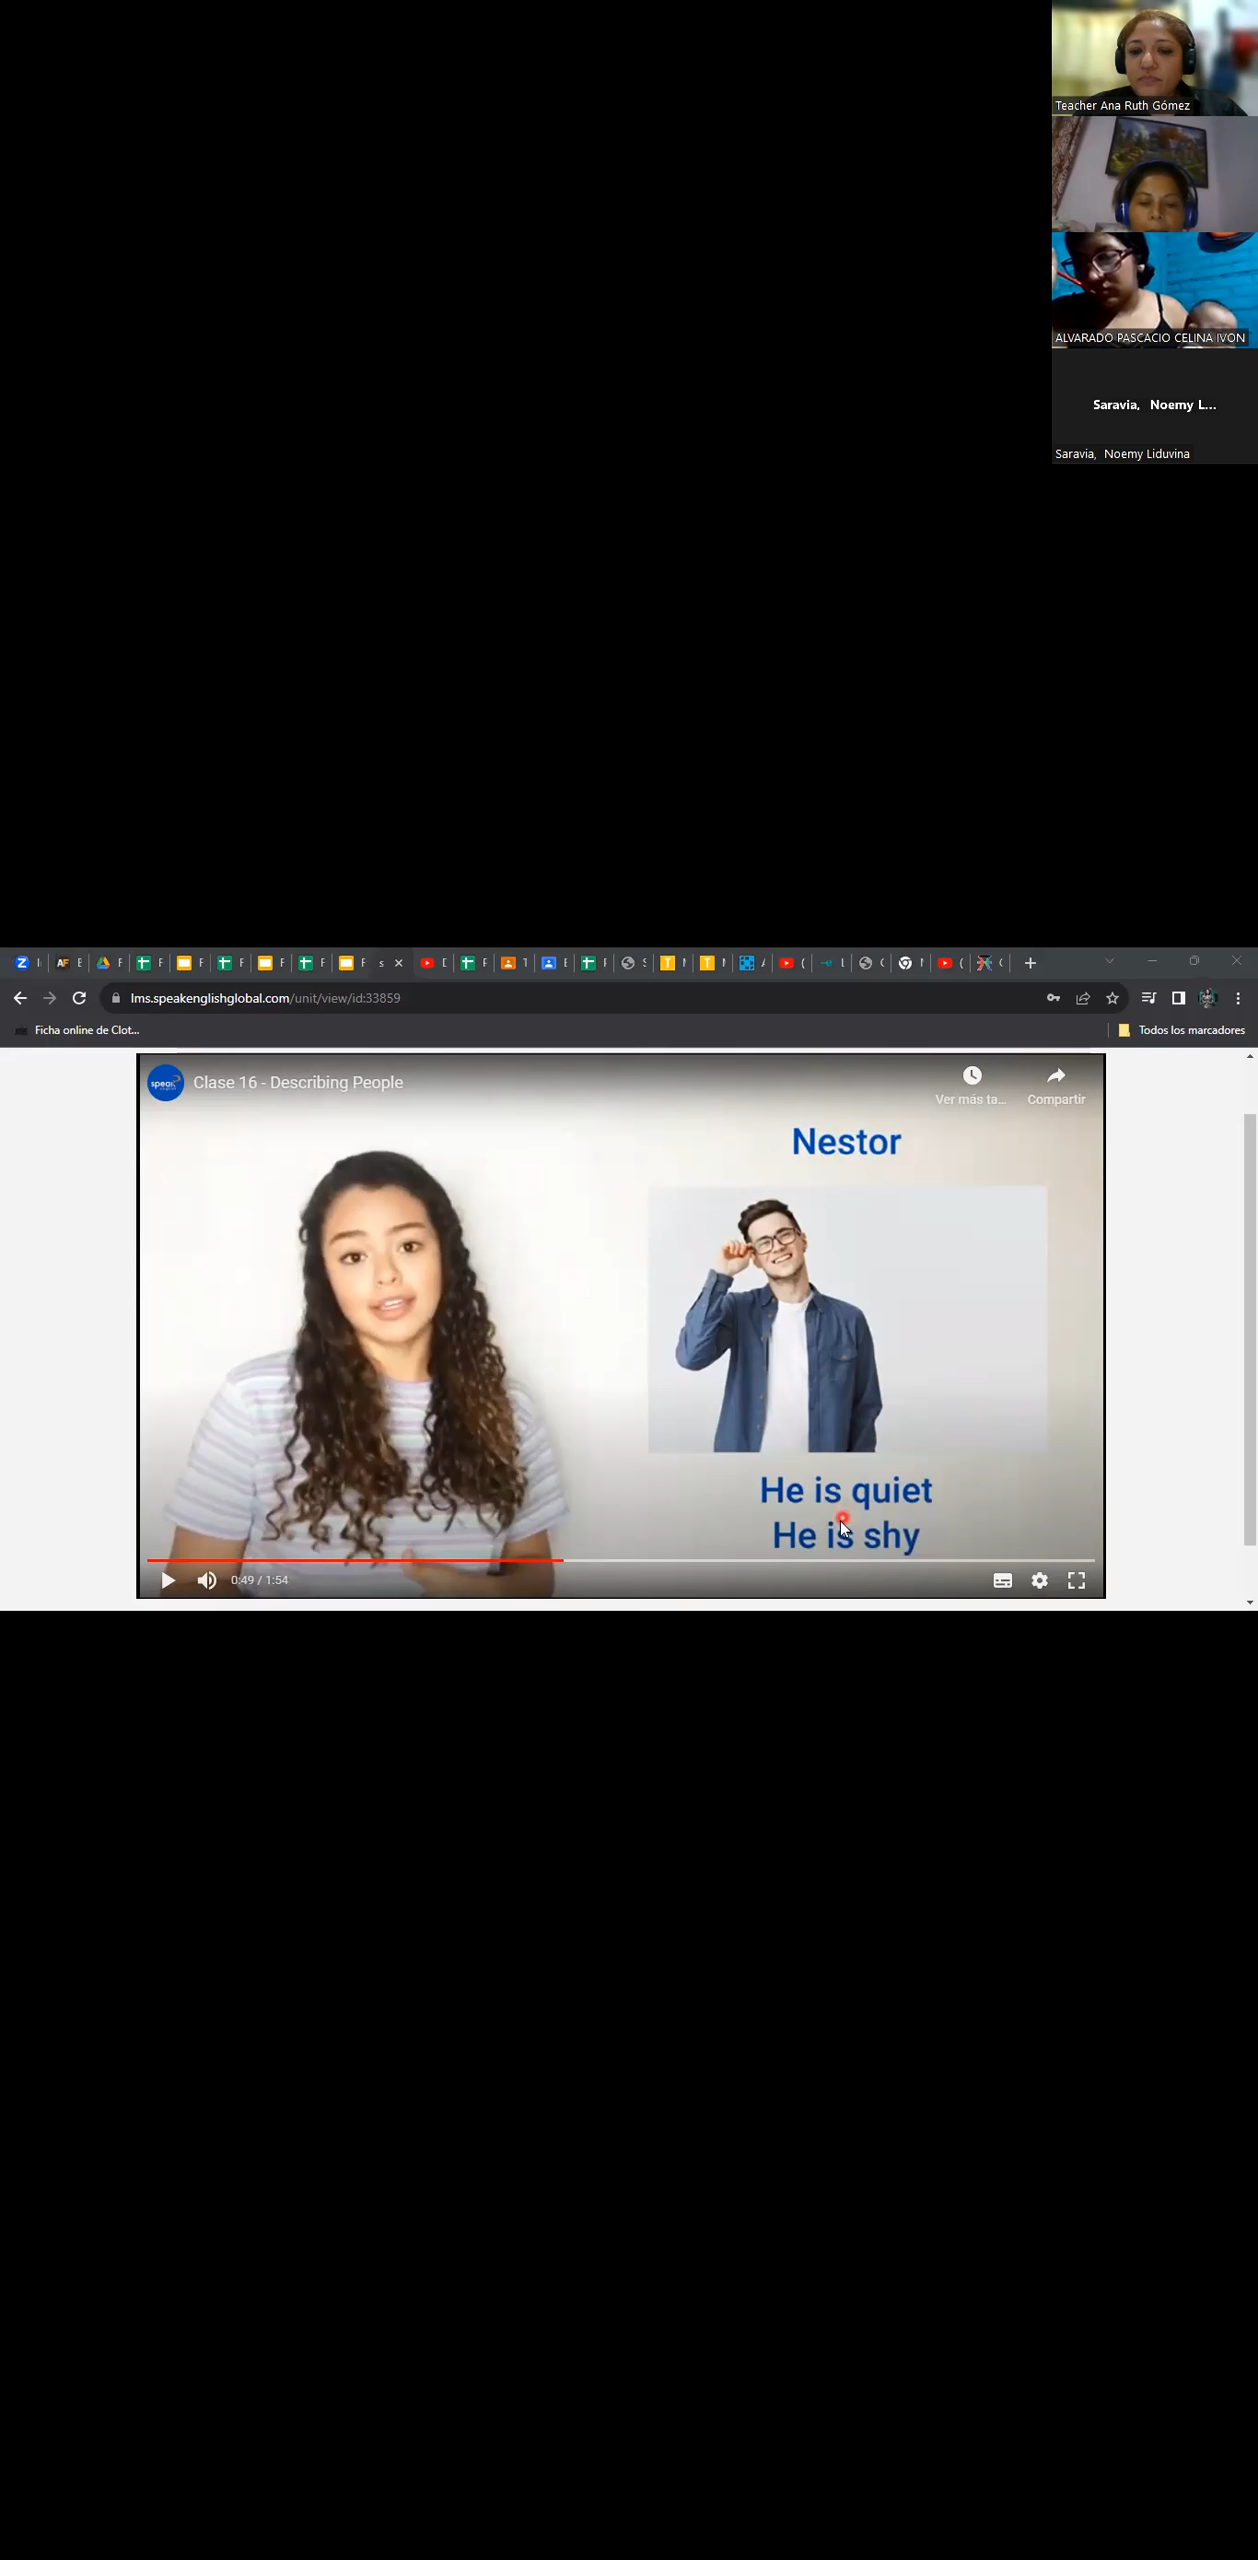 Teacher Ana Ruth Gómez
ALVARADO PASCACIO CELINA IVON
Saravia, Noemy L...
Saravia, Noemy Liduvina
lms.speakenglishglobal.com/unit/view/id:33859
Ficha online de Clot...
Todos los marcadores
speak
Clase 16 - Describing People
Ver más ta...
Compartir
Nestor
He is quiet
He is shy
0:49 / 1:54